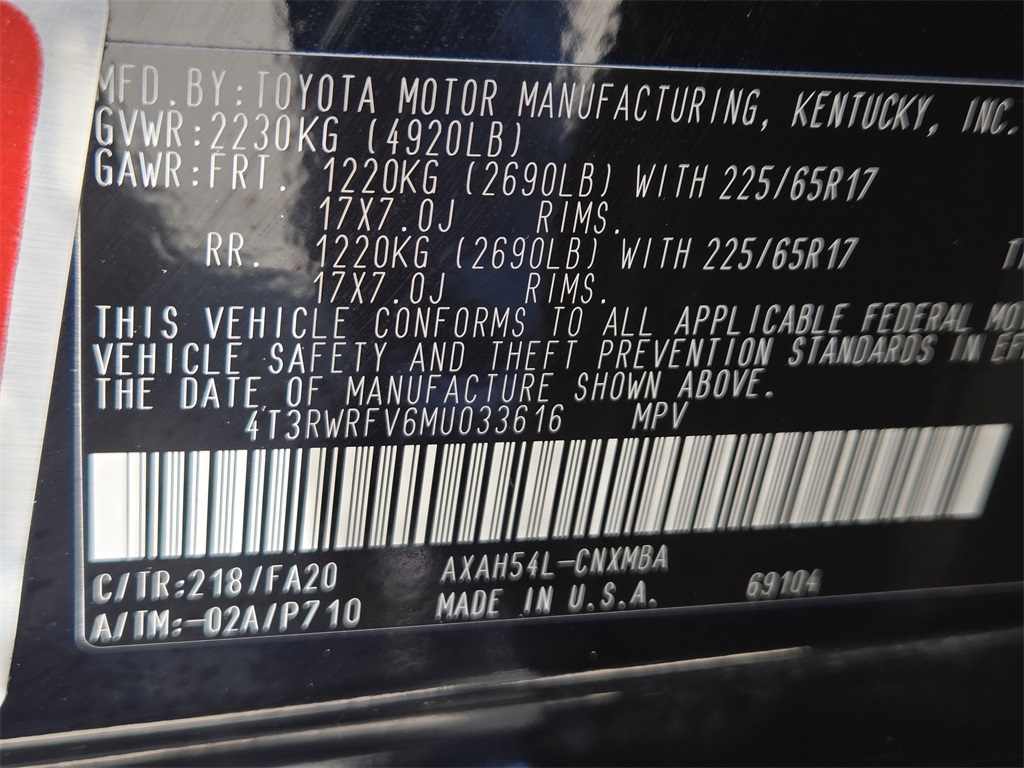 MFD.BY:TOYOTA MOTOR MANUFACTURING, KENTUCKY, INC.
GVWR:2230KG (4920LB)
GAWR:FRT. 1220KG (2690LB) WITH 225/65R17
17X7.0J RIMS.
RR. 1220KG (2690LB) WITH 225/65R17
17X7.0J RIMS.
THIS VEHICLE CONFORMS TO ALL APPLICABLE FEDERAL
VEHICLE SAFETY AND THEFT PREVENTION STANDARDS IN
THE DATE OF MANUFACTURE SHOWN ABOVE.
4T3RWRFV6MU033616 MPV
C/TR:218/FA20 AXAH54L-CNXMBA 69104
A/TM:-02A/P710 MADE IN U.S.A.